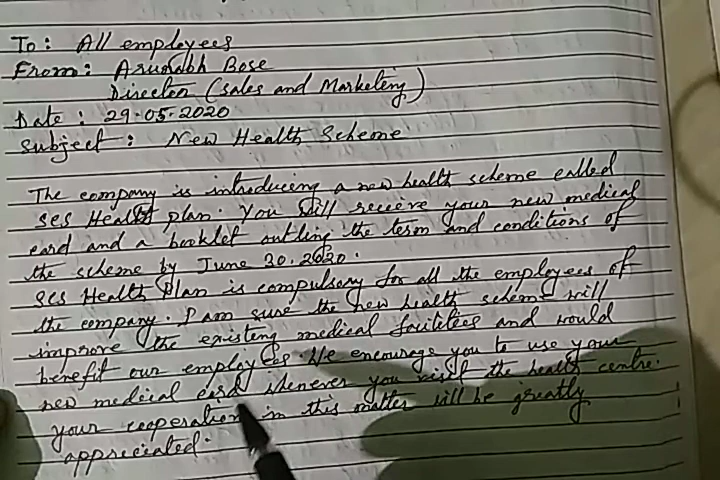 To: All employees
From: Arunabh Bose
Director (Sales and Marketing)
Date: 29.05.2020
Subject: New Health Scheme
The company is introducing a new health scheme called
SCS Health plan. You will receive your new medical
card and a booklet outling the term and conditions of
the scheme by June 30.2020.
SCS Health Plan is compulsory for all the employees of
the company. I am sure the new health scheme will
improve the existing medical facilities and would
benefit our employees. We encourage you to use your
new medical card whenever you visit the health centre.
your cooperation in this matter will be greatly
appreciated.